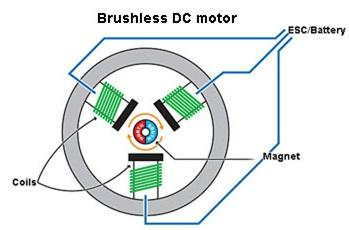 Brushless DC motor
ESC/Battery
Magnet
Coils